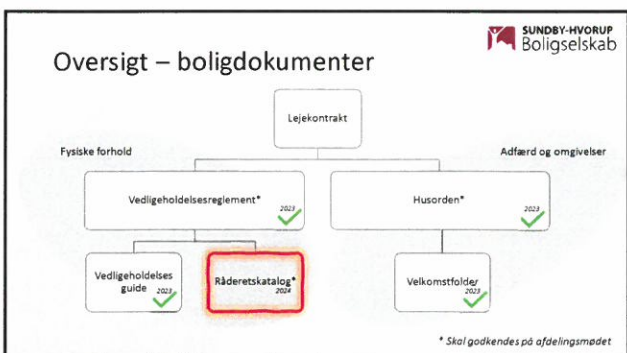 SUNDBY-HVORUP
Boligselskab
Oversigt – boligdokumenter
Lejekontrakt
Fysiske forhold
Adfærd og omgivelser
Vedligeholdelsesreglement*
2023
Husorden*
2023
Vedligeholdelses
guide
2023
Råderetskatalog*
2024
Velkomstfolder
2023
* Skal godkendes på afdelingsmødet